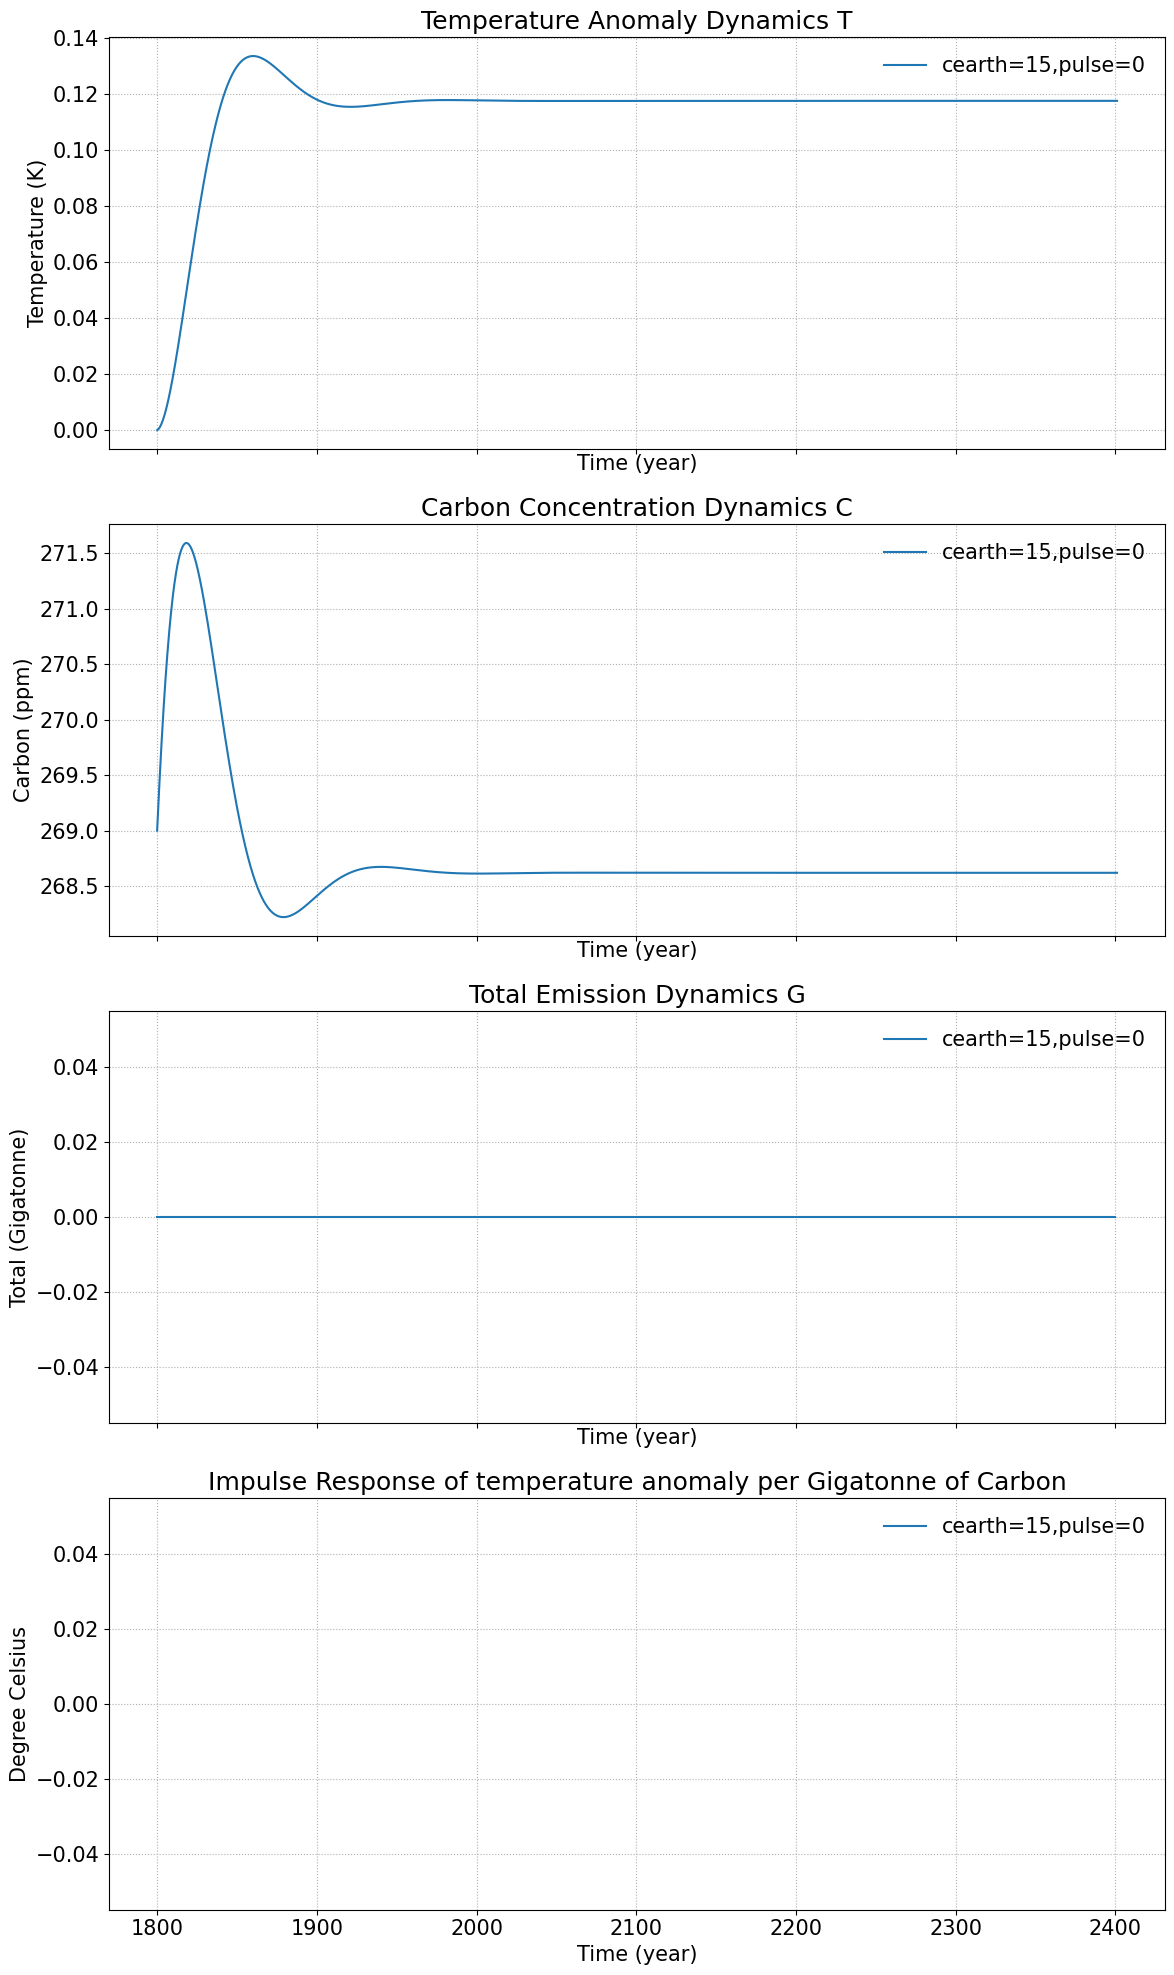 Temperature Anomaly Dynamics T
cearth=15,pulse=0
0.14
0.12
0.10
0.08
0.06
0.04
0.02
0.00
Temperature (K)
Time (year)
Carbon Concentration Dynamics C
cearth=15,pulse=0
271.5
271.0
270.5
270.0
269.5
269.0
268.5
Carbon (ppm)
Time (year)
Total Emission Dynamics G
cearth=15,pulse=0
0.04
0.02
0.00
−0.02
−0.04
Total (Gigatonne)
Time (year)
Impulse Response of temperature anomaly per Gigatonne of Carbon
cearth=15,pulse=0
0.04
0.02
0.00
−0.02
−0.04
Degree Celsius
1800 1900 2000 2100 2200 2300 2400
Time (year)